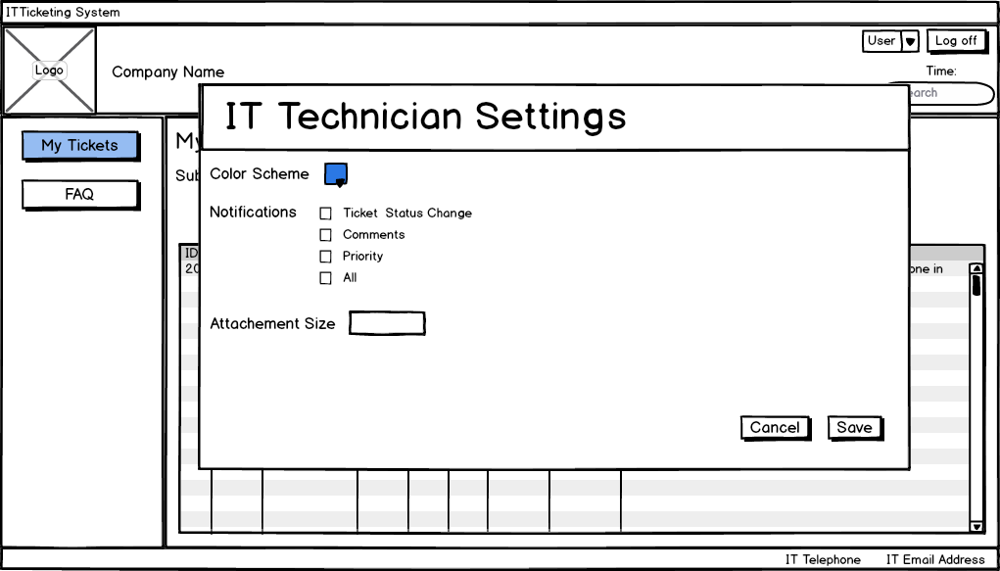 ITTicketing System
User
Log off
Logo
Company Name
Time:
earch
IT Technician Settings
My Tickets
My
Color Scheme
Sub
FAQ
Notifications
Ticket Status Change
Comments
Priority
All
ID
20
one in
Attachement Size
Cancel
Save
IT Telephone
IT Email Address